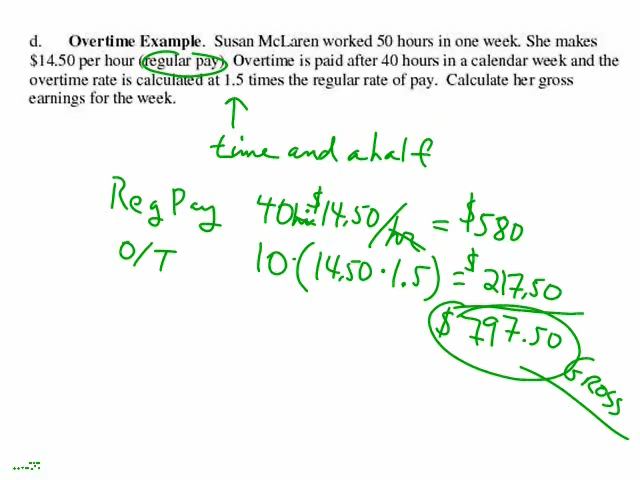 d. Overtime Example. Susan McLaren worked 50 hours in one week. She makes
$14.50 per hour (regular pay). Overtime is paid after 40 hours in a calendar week and the
overtime rate is calculated at 1.5 times the regular rate of pay. Calculate her gross
earnings for the week.
time and a half
Reg Pay 40 hr · $14.50/hr = $580
O/T 10·(14.50 · 1.5) = $217.50
$797.50
GROSS